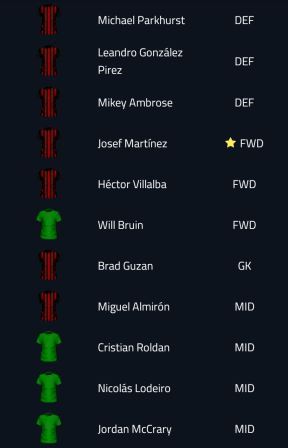 Michael Parkhurst DEF
Leandro González
Pirez DEF
Mikey Ambrose DEF
Josef Martínez FWD
Héctor Villalba FWD
Will Bruin FWD
Brad Guzan GK
Miguel Almirón MID
Cristian Roldan MID
Nicolás Lodeiro MID
Jordan McCrary MID